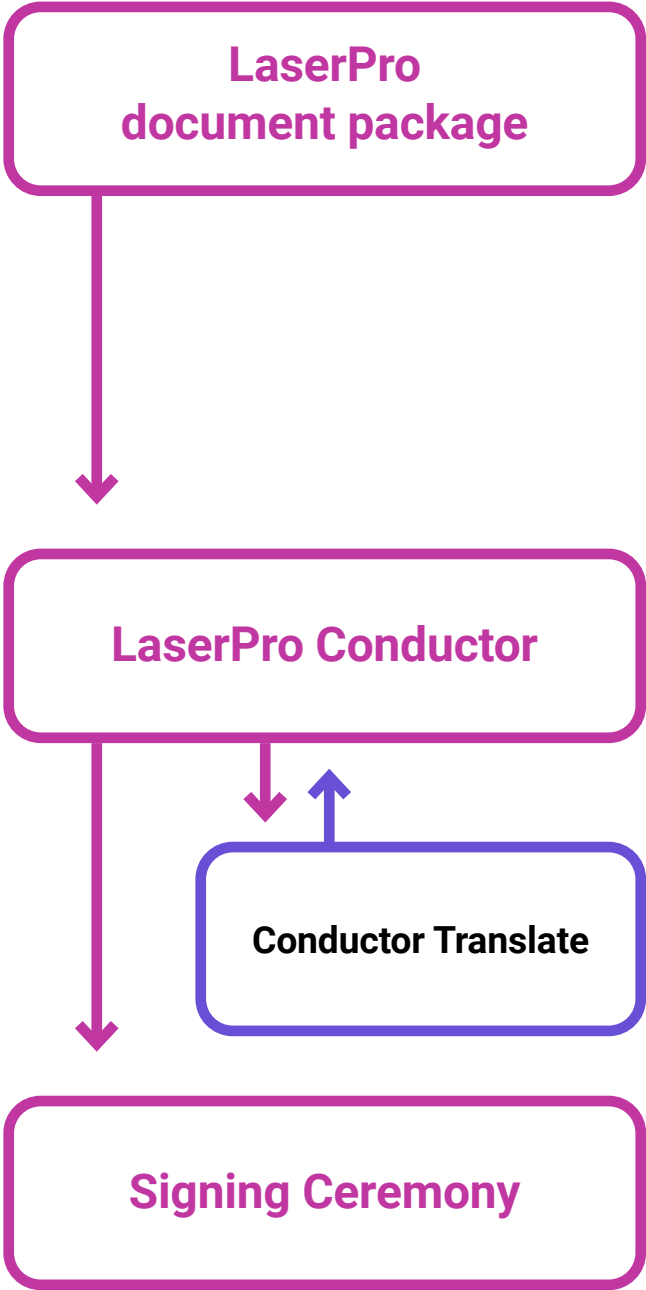 LaserPro
document package
LaserPro Conductor
Conductor Translate
Signing Ceremony